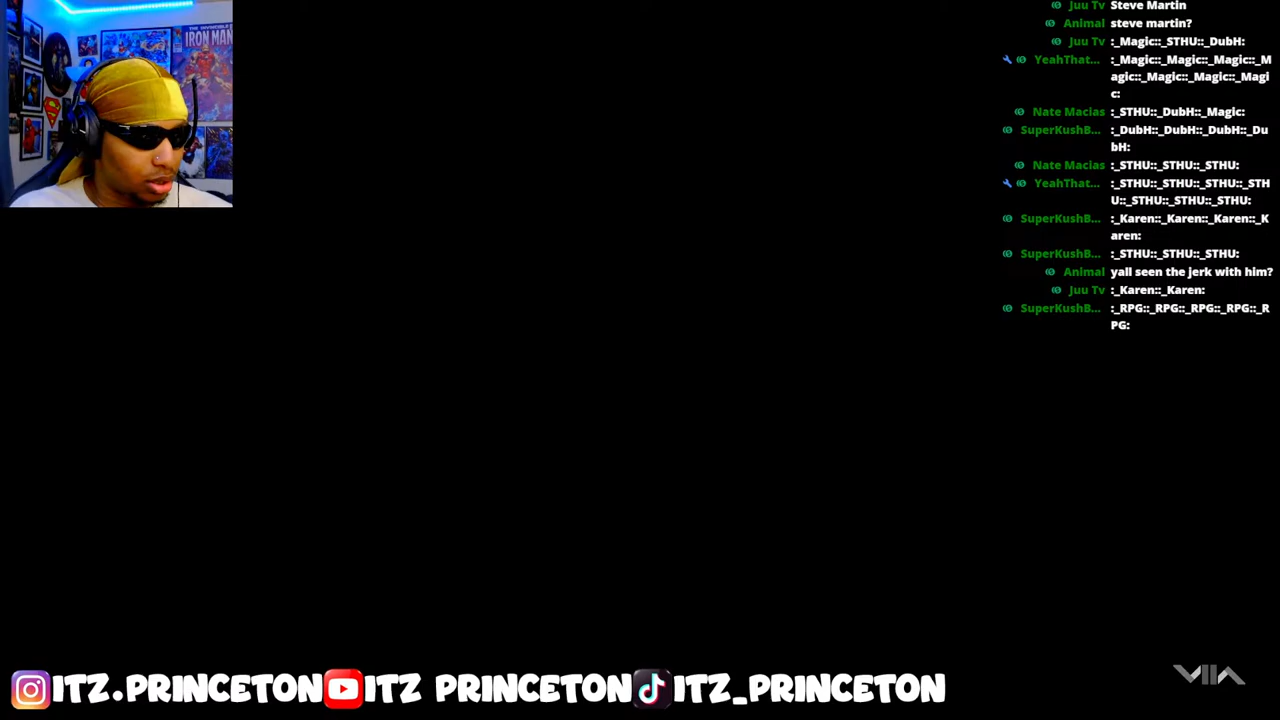 THE INVINCIBLE
IRON MAN
Juu Tv Steve Martin
Animal steve martin?
Juu Tv :_Magic::_STHU::_DubH:
YeahThat... :_Magic::_Magic::_Magic::_M
agic::_Magic::_Magic::_Magi
c:
Nate Macias :_STHU::_DubH::_Magic:
SuperKushB... :_DubH::_DubH::_DubH::_Du
bH:
Nate Macias :_STHU::_STHU::_STHU:
YeahThat... :_STHU::_STHU::_STHU::_STH
U::_STHU::_STHU::_STHU:
SuperKushB... :_Karen::_Karen::_Karen::_K
aren:
SuperKushB... :_STHU::_STHU::_STHU:
Animal yall seen the jerk with him?
Juu Tv :_Karen::_Karen:
SuperKushB... :_RPG::_RPG::_RPG::_RPG::_R
PG:
ITZ.PRINCETON ITZ PRINCETON ITZ_PRINCETON